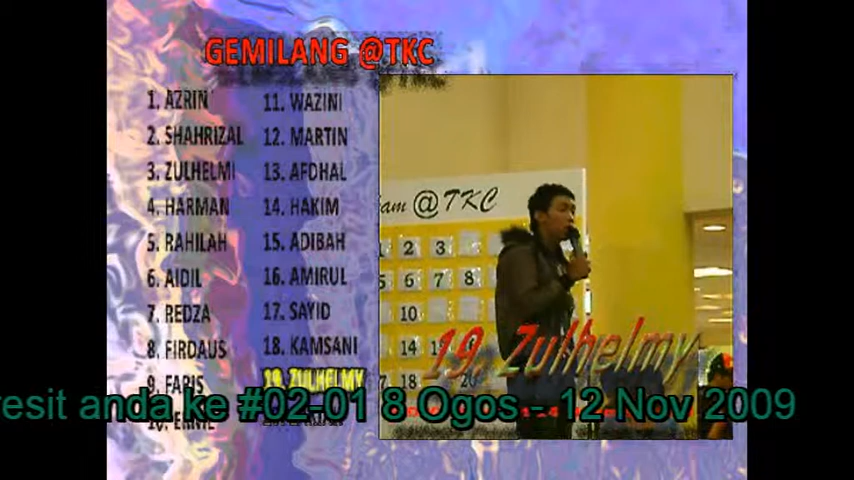 GEMILANG @TKC
1. AZRIN
2. SHAHRIZAL
3. ZULHELMI
4. HARMAN
5. RAHILAH
6. AIDIL
7. REDZA
8. FIRDAUS
9. FARIS
11. WAZINI
12. MARTIN
13. AFDHAL
14. HAKIM
15. ADIBAH
16. AMIRUL
17. SAYID
18. KAMSANI
19. ZULHELMY
@TKC
2 3
6 7 8
10
14
18 20
19. Zulhelmy
resit anda ke #02-01 8 Ogos - 12 Nov 2009